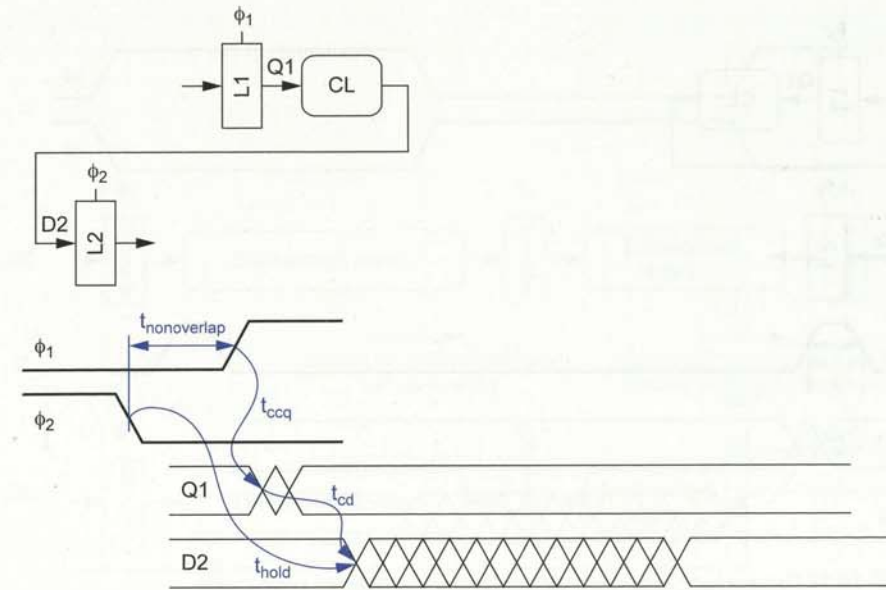 ϕ1
L1
Q1
CL
ϕ2
D2
L2
tnonoverlap
ϕ1
tccq
ϕ2
Q1
tcd
D2
thold